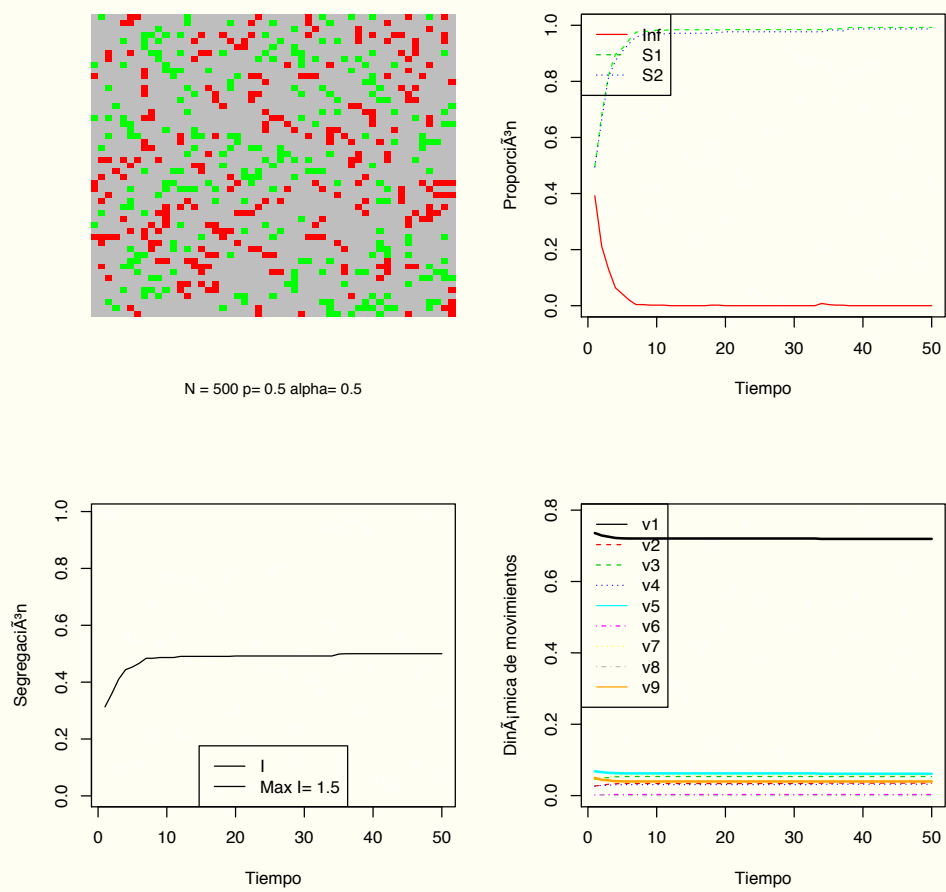 N = 500 p= 0.5 alpha= 0.5
ProporciÃ³n
1.0
0.8
0.6
0.4
0.2
0.0
Inf
S1
S2
0 10 20 30 40 50
Tiempo
SegregaciÃ³n
1.0
0.8
0.6
0.4
0.2
0.0
I
Max I= 1.5
0 10 20 30 40 50
Tiempo
DinÃ¡mica de movimientos
0.8
0.6
0.4
0.2
0.0
v1
v2
v3
v4
v5
v6
v7
v8
v9
0 10 20 30 40 50
Tiempo